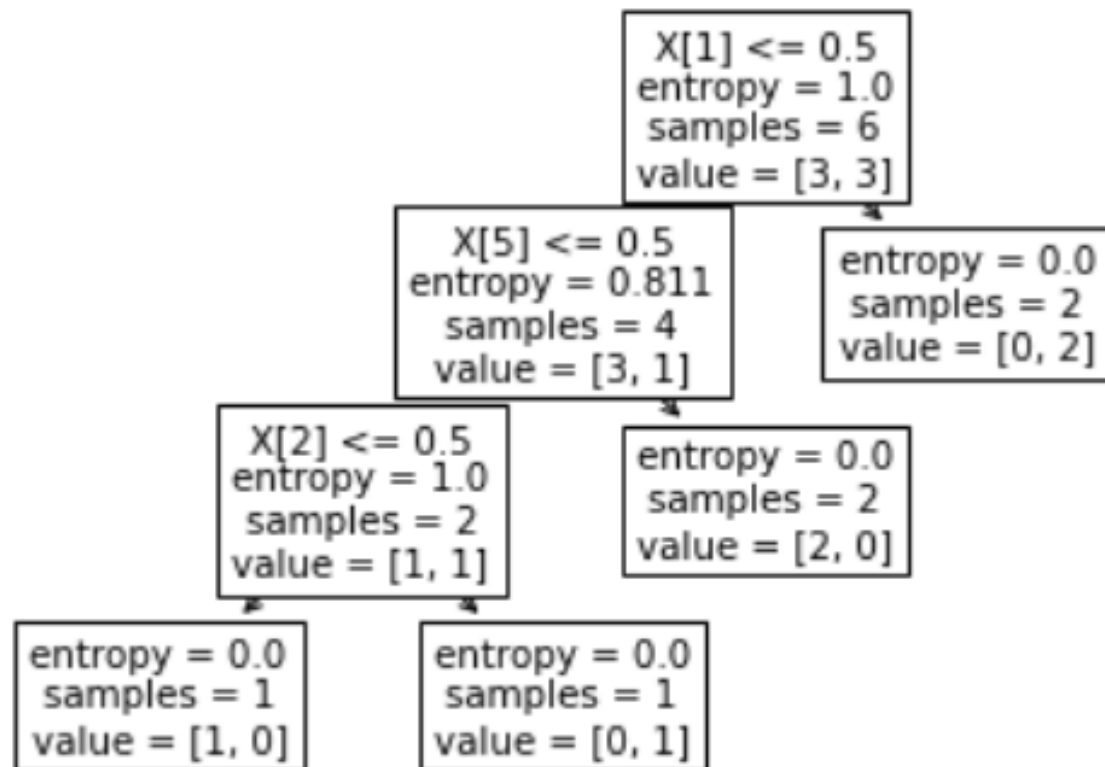 X[1] <= 0.5
entropy = 1.0
samples = 6
value = [3, 3]
X[5] <= 0.5
entropy = 0.811
samples = 4
value = [3, 1]
entropy = 0.0
samples = 2
value = [0, 2]
X[2] <= 0.5
entropy = 1.0
samples = 2
value = [1, 1]
entropy = 0.0
samples = 2
value = [2, 0]
entropy = 0.0
samples = 1
value = [1, 0]
entropy = 0.0
samples = 1
value = [0, 1]